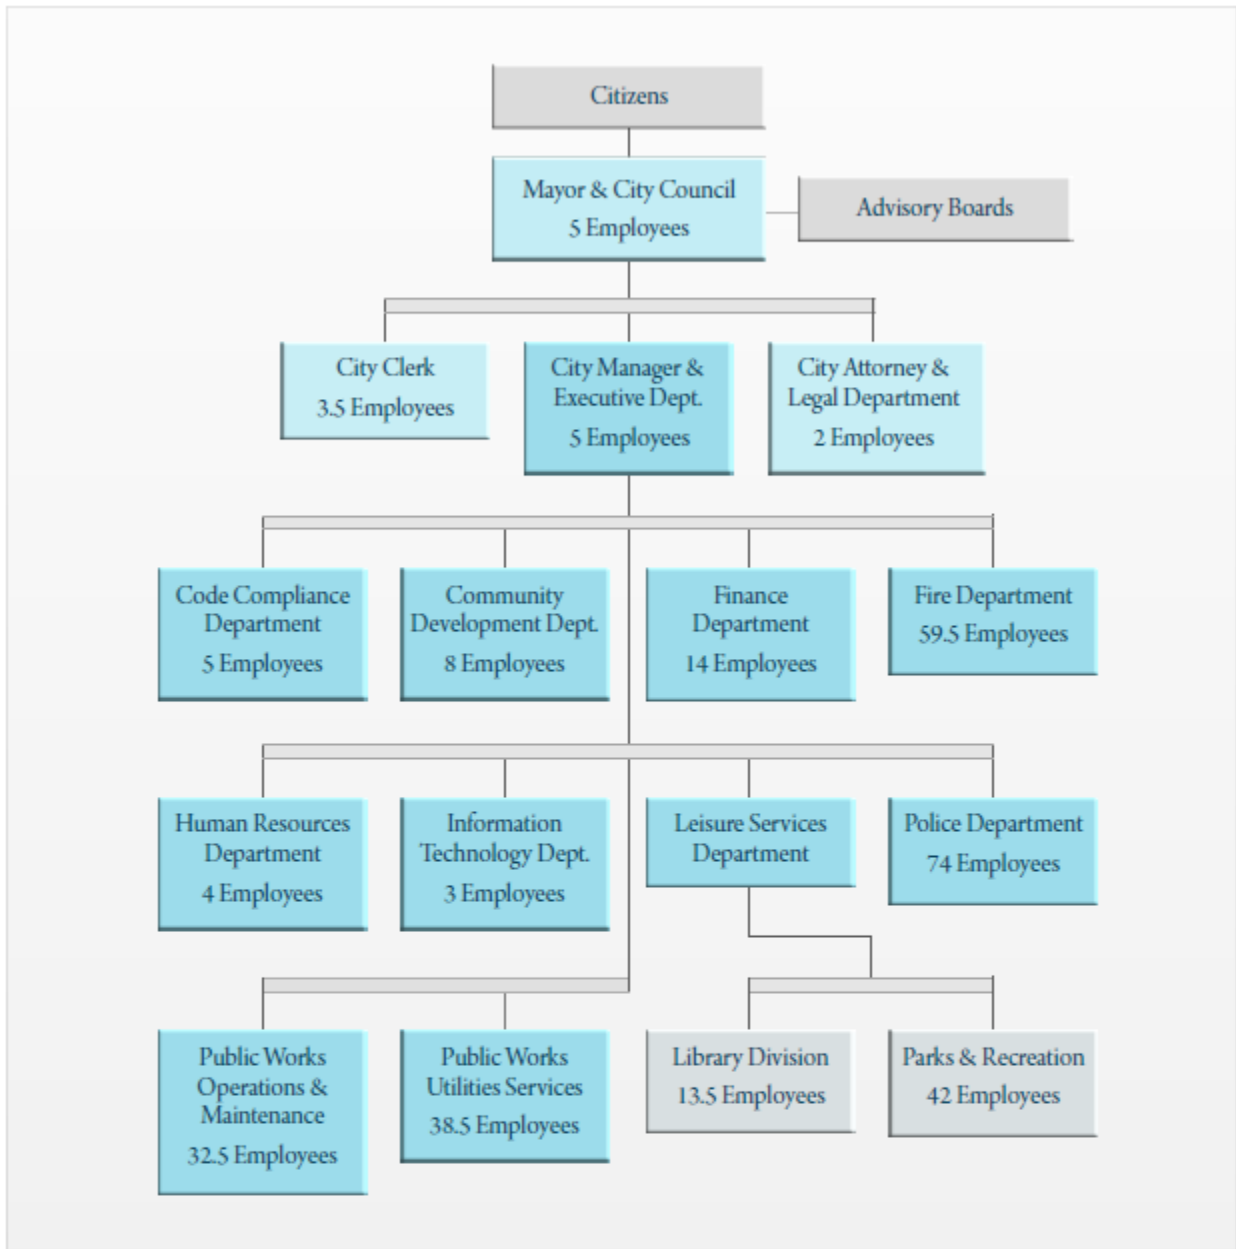 Citizens
Mayor & City Council
5 Employees
Advisory Boards
City Clerk
3.5 Employees
City Manager &
Executive Dept.
5 Employees
City Attorney &
Legal Department
2 Employees
Code Compliance
Department
5 Employees
Community
Development Dept.
8 Employees
Finance
Department
14 Employees
Fire Department
59.5 Employees
Human Resources
Department
4 Employees
Information
Technology Dept.
3 Employees
Leisure Services
Department
Police Department
74 Employees
Public Works
Operations &
Maintenance
32.5 Employees
Public Works
Utilities Services
38.5 Employees
Library Division
13.5 Employees
Parks & Recreation
42 Employees